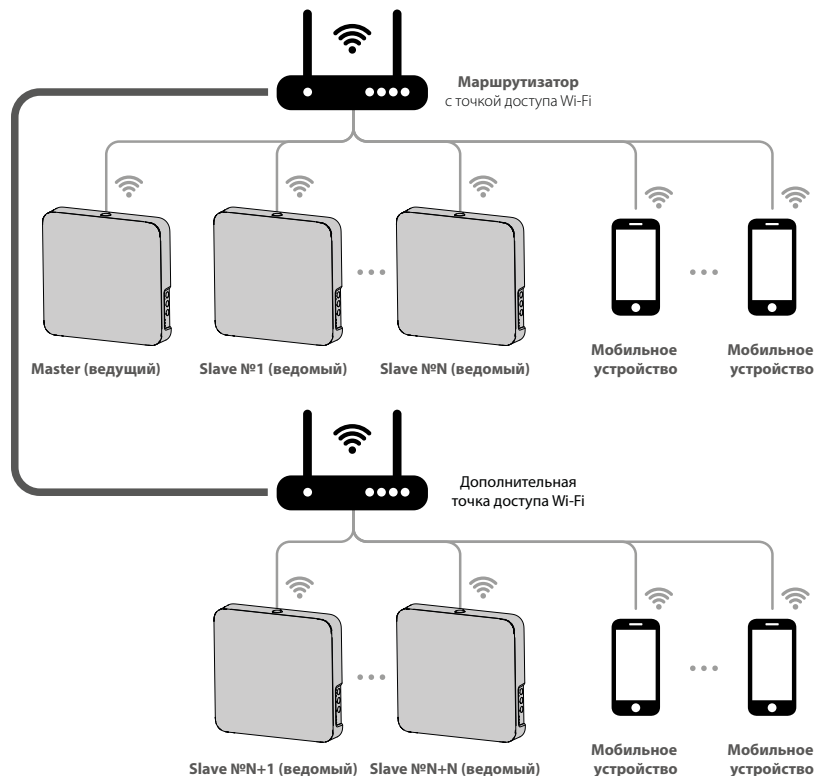 Маршрутизатор
с точкой доступа Wi-Fi
Master (ведущий)
Slave №1 (ведомый)
Slave №N (ведомый)
Мобильное
устройство
Мобильное
устройство
Дополнительная
точка доступа Wi-Fi
Slave №N+1 (ведомый)
Slave №N+N (ведомый)
Мобильное
устройство
Мобильное
устройство